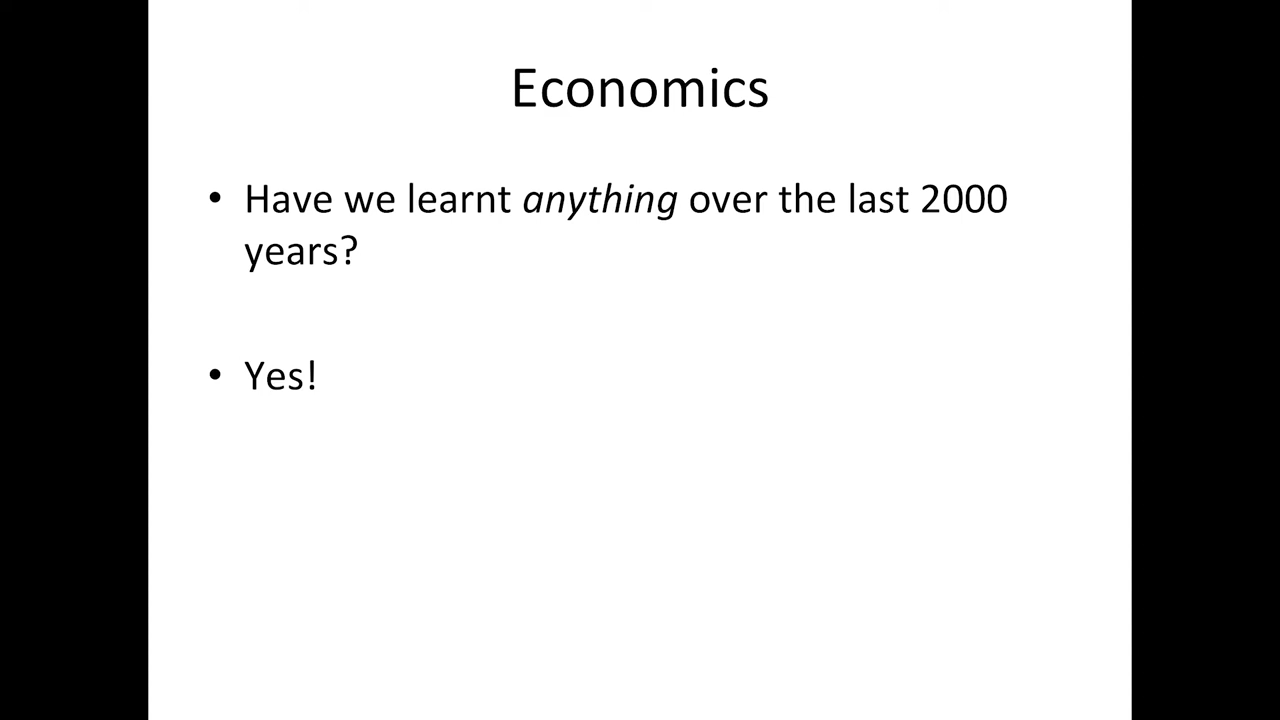 Economics
• Have we learnt anything over the last 2000
years?
• Yes!